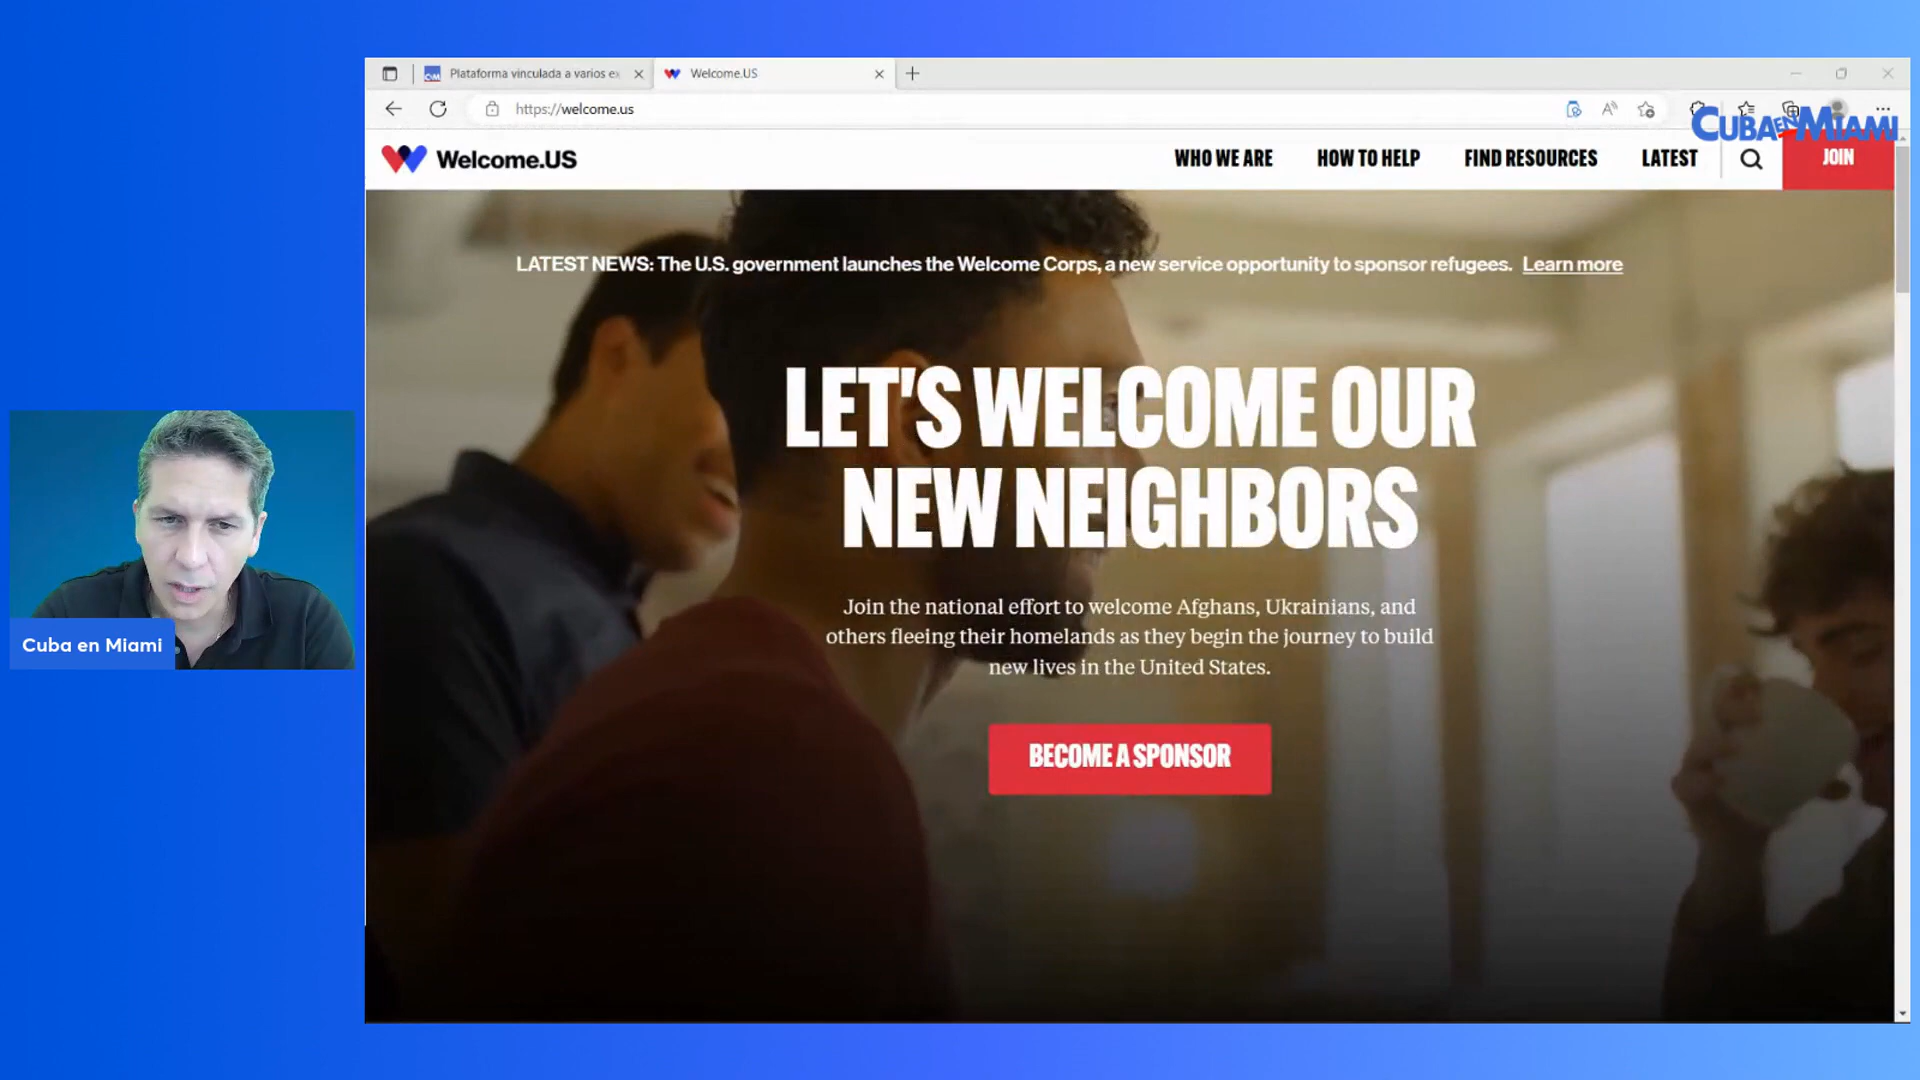 Plataforma vinculada a varios ex
Welcome.US
https://welcome.us
CUBA EN MIAMI
Welcome.US
WHO WE ARE
HOW TO HELP
FIND RESOURCES
LATEST
JOIN
LATEST NEWS: The U.S. government launches the Welcome Corps, a new service opportunity to sponsor refugees. Learn more
LET'S WELCOME OUR
NEW NEIGHBORS
Join the national effort to welcome Afghans, Ukrainians, and
others fleeing their homelands as they begin the journey to build
new lives in the United States.
BECOME A SPONSOR
Cuba en Miami